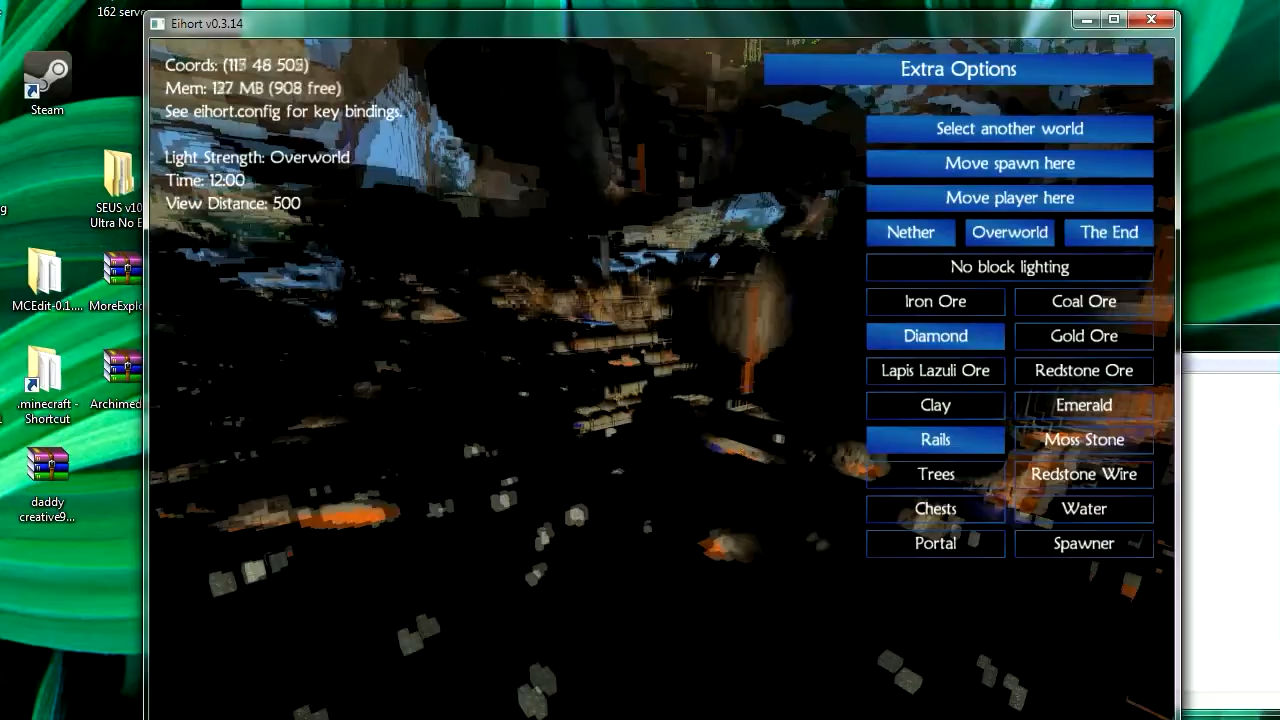 162 serv
Eihort v0.3.14
Steam
SEUS v10
Ultra No
MCEdit-0.1....
MoreExplo
.minecraft -
Shortcut
Archimed
daddy
creative9...
Coords: (113 48 503)
Mem: 127 MB (908 free)
See eihort.config for key bindings.
Light Strength: Overworld
Time: 12:00
View Distance: 500
Extra Options
Select another world
Move spawn here
Move player here
Nether Overworld The End
No block lighting
Iron Ore Coal Ore
Diamond Gold Ore
Lapis Lazuli Ore Redstone Ore
Clay Emerald
Rails Moss Stone
Trees Redstone Wire
Chests Water
Portal Spawner